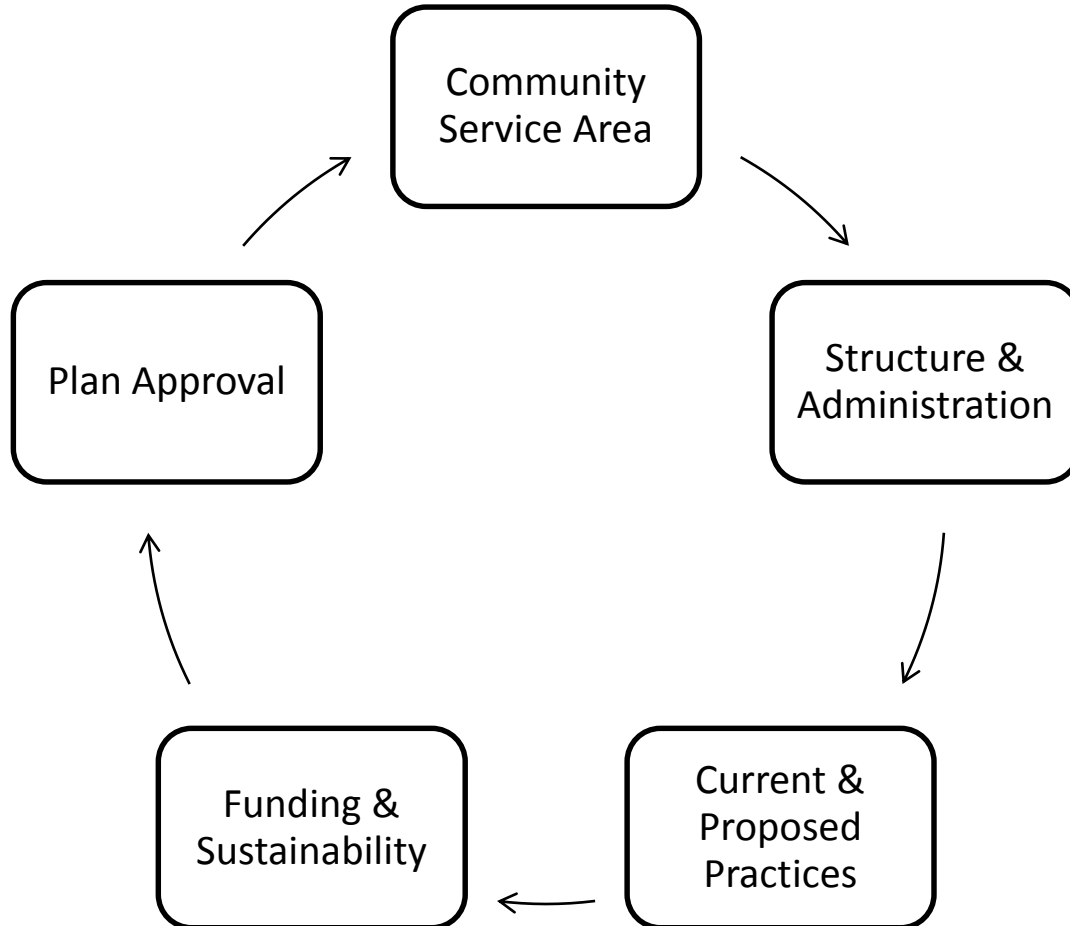 Community
Service Area
Structure &
Administration
Current &
Proposed
Practices
Funding &
Sustainability
Plan Approval